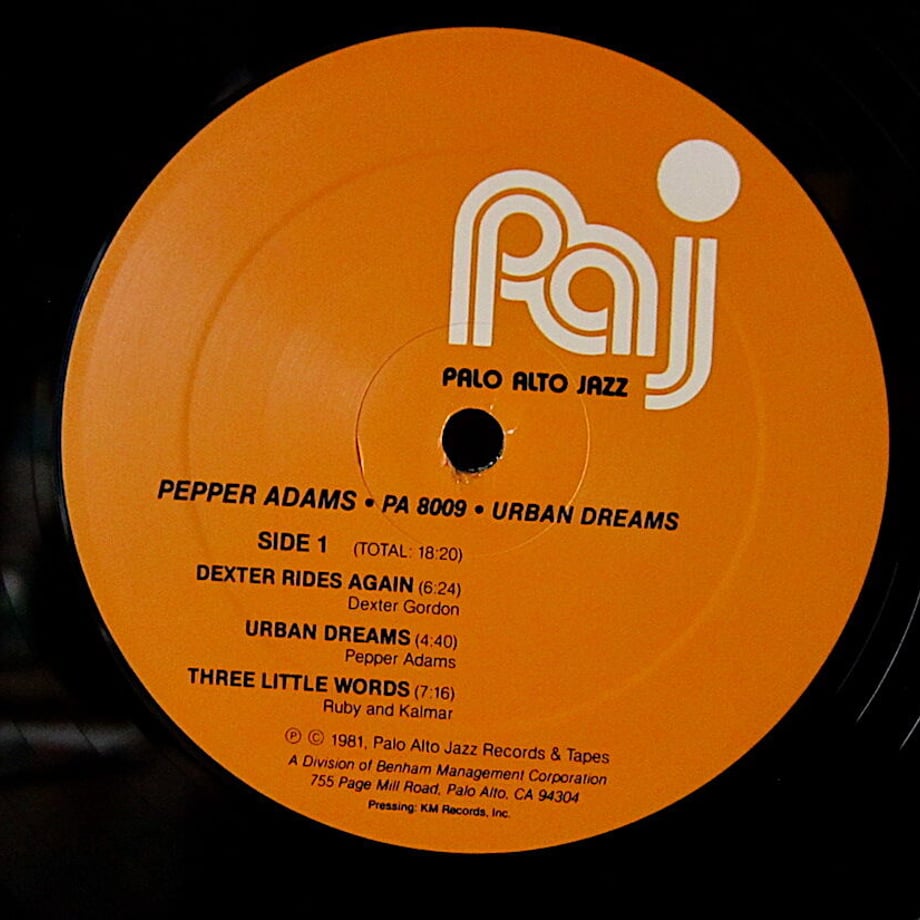 paj
PALO ALTO JAZZ
PEPPER ADAMS • PA 8009 • URBAN DREAMS
SIDE 1 (TOTAL: 18:20)
DEXTER RIDES AGAIN (6:24)
Dexter Gordon
URBAN DREAMS (4:40)
Pepper Adams
THREE LITTLE WORDS (7:16)
Ruby and Kalmar
℗ © 1981, Palo Alto Jazz Records & Tapes
A Division of Benham Management Corporation
755 Page Mill Road, Palo Alto, CA 94304
Pressing: KM Records, Inc.